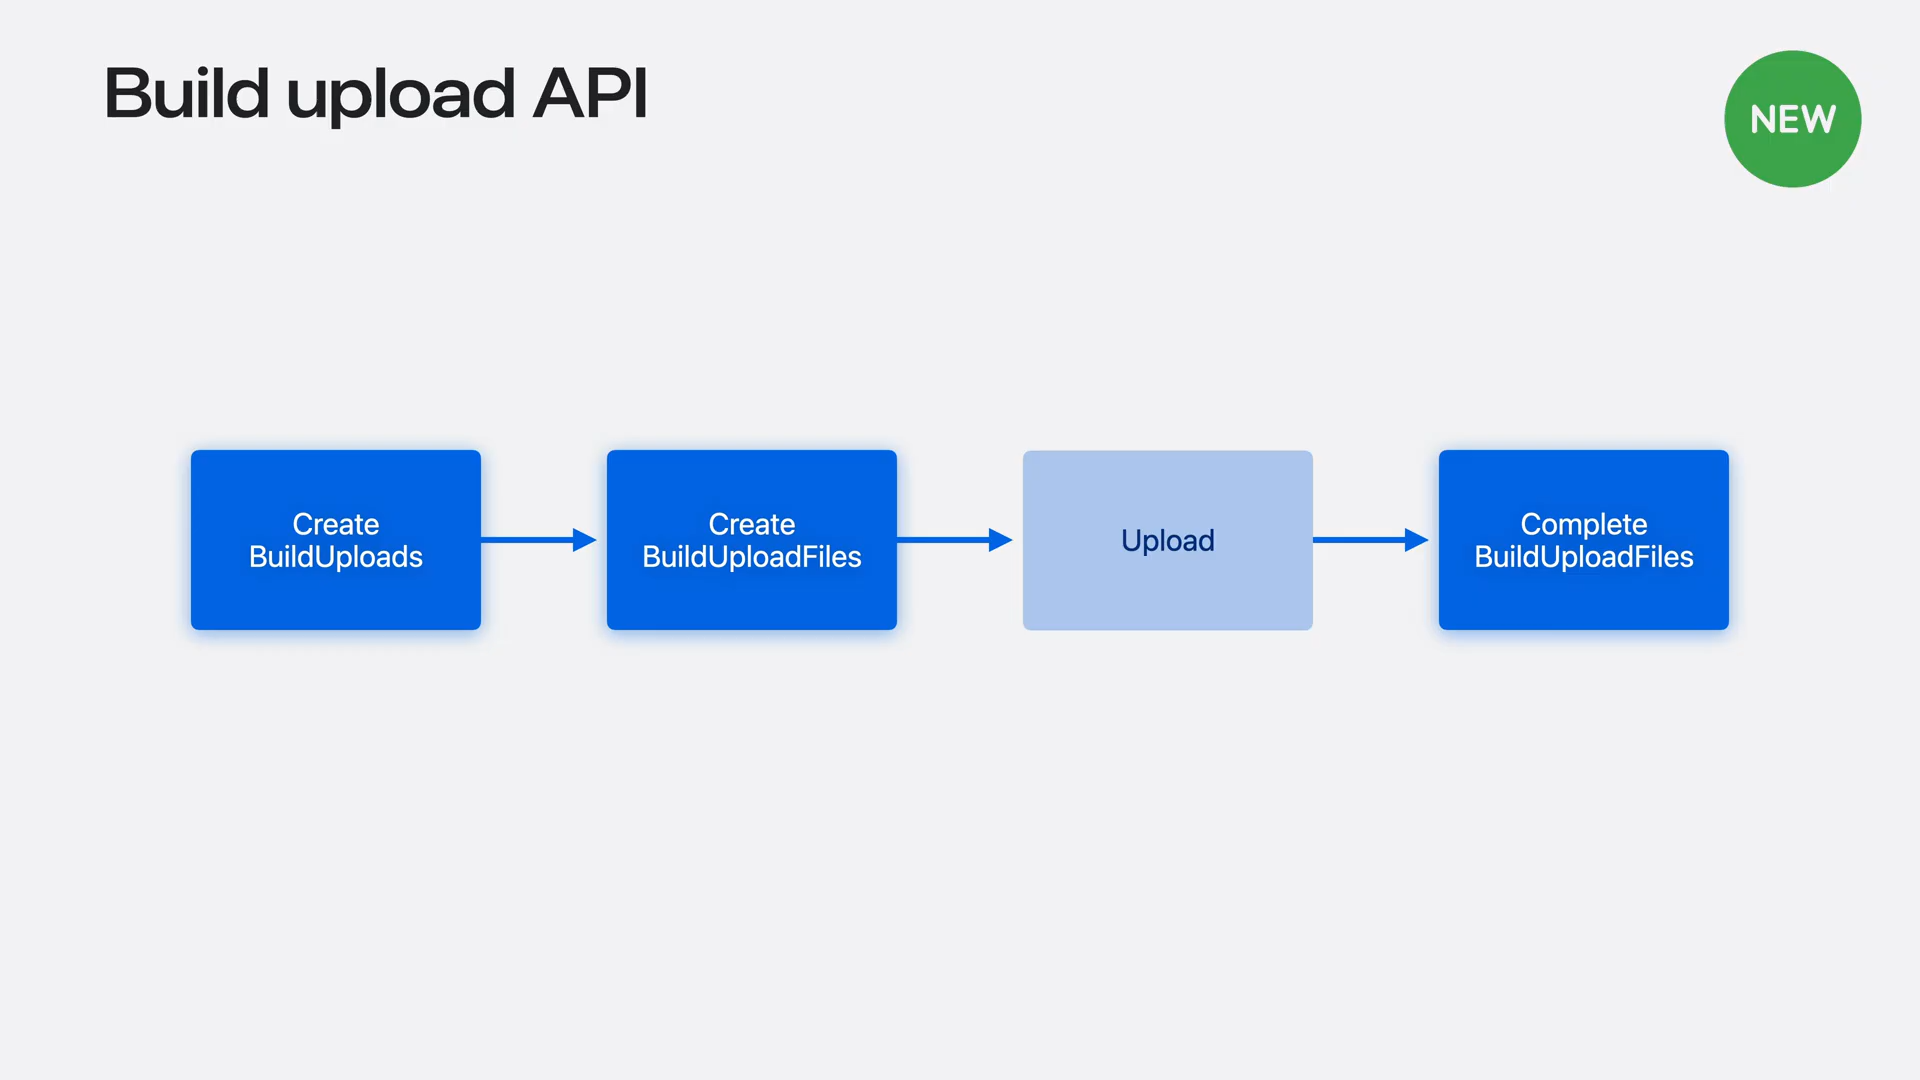 Build upload API
NEW
Create
BuildUploads
Create
BuildUploadFiles
Upload
Complete
BuildUploadFiles